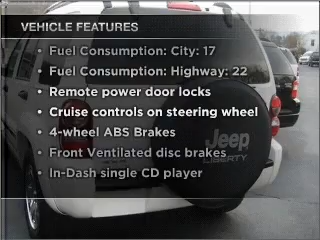 VEHICLE FEATURES
• Fuel Consumption: City: 17
• Fuel Consumption: Highway: 22
• Remote power door locks
• Cruise controls on steering wheel
• 4-wheel ABS Brakes
• Front Ventilated disc brakes
• In-Dash single CD player
Jeep
LIBERTY